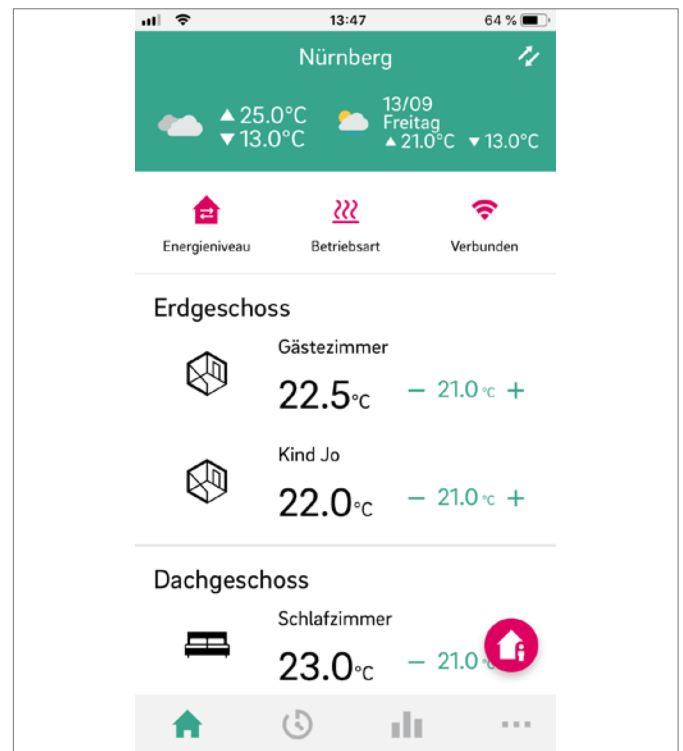 13:47
64 %
Nürnberg
▲ 25.0°C
▼ 13.0°C
13/09
Freitag
▲ 21.0°C ▼ 13.0°C
Energieniveau Betriebsart Verbunden
Erdgeschoss
Gästezimmer
22.5°C − 21.0 °C +
Kind Jo
22.0°C − 21.0 °C +
Dachgeschoss
Schlafzimmer
23.0°C − 21.0